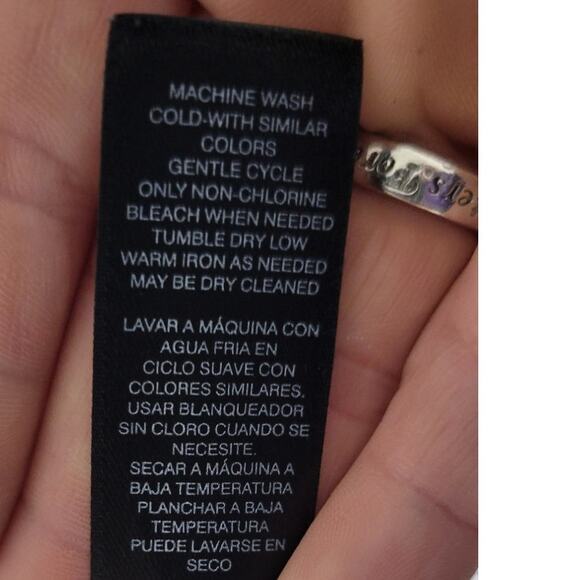 MACHINE WASH
COLD-WITH SIMILAR
COLORS
GENTLE CYCLE
ONLY NON-CHLORINE
BLEACH WHEN NEEDED
TUMBLE DRY LOW
WARM IRON AS NEEDED
MAY BE DRY CLEANED
LAVAR A MÁQUINA CON
AGUA FRIA EN
CICLO SUAVE CON
COLORES SIMILARES.
USAR BLANQUEADOR
SIN CLORO CUANDO SE
NECESITE.
SECAR A MÁQUINA A
BAJA TEMPERATURA
PLANCHAR A BAJA
TEMPERATURA
PUEDE LAVARSE EN
SECO